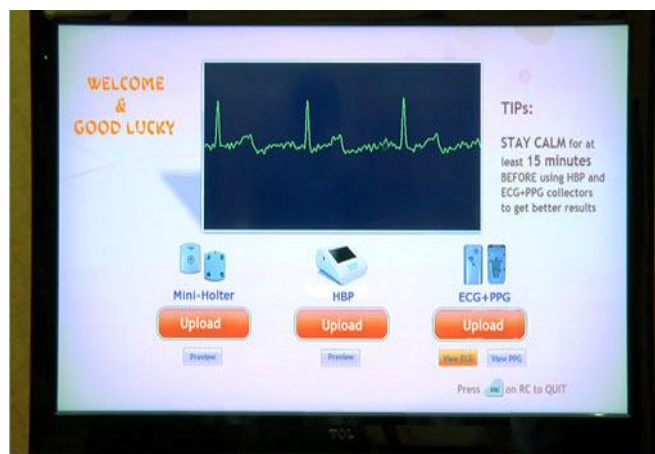 WELCOME
&
GOOD LUCKY
TIPs:
STAY CALM for at
least 15 minutes
BEFORE using HBP and
ECG+PPG collectors
to get better results
Mini-Holter
HBP
ECG+PPG
Upload
Upload
Upload
Preview
Preview
View ECG
View PPG
Press esc on RC to QUIT
TCL